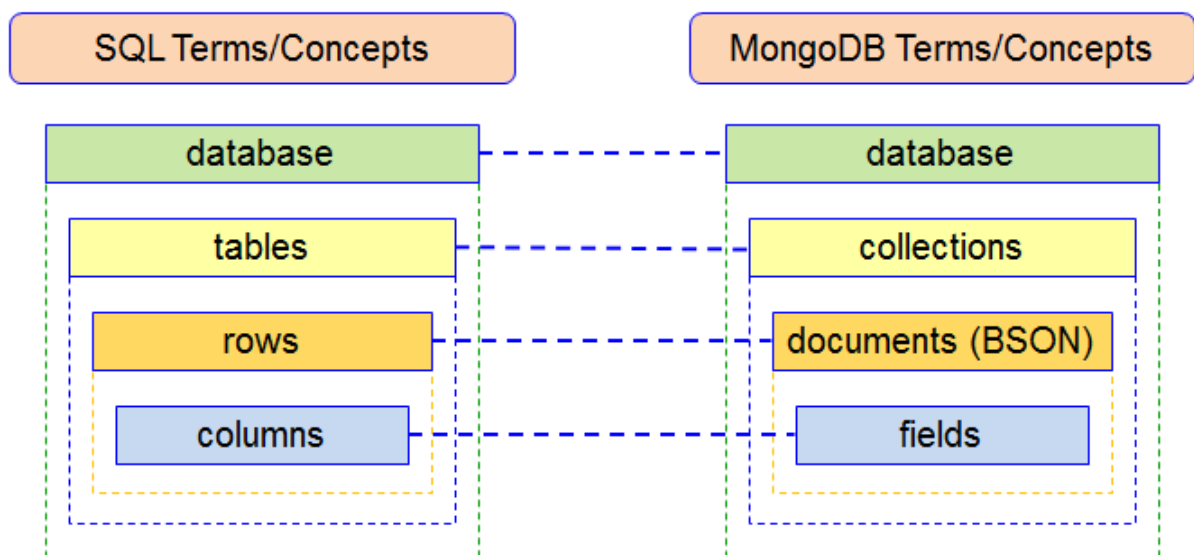 SQL Terms/Concepts
MongoDB Terms/Concepts
database
database
tables
collections
rows
documents (BSON)
columns
fields